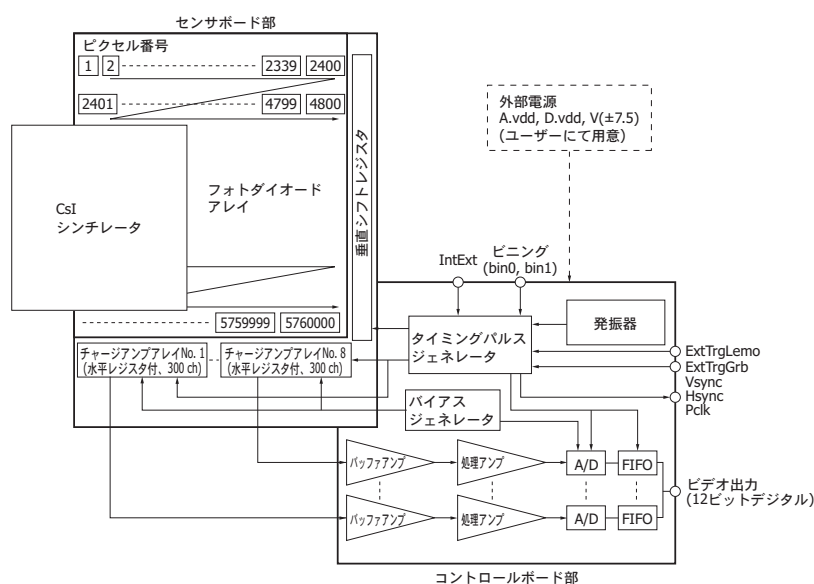 センサボード部
ピクセル番号
1 2 2339 2400
2401 4799 4800
CsI
シンチレータ
フォトダイオード
アレイ
垂直シフトレジスタ
5759999 5760000
チャージアンプアレイNo. 1
(水平レジスタ付、300 ch)
チャージアンプアレイNo. 8
(水平レジスタ付、300 ch)
外部電源
A.vdd, D.vdd, V(±7.5)
(ユーザーにて用意)
IntExt
ビニング
(bin0, bin1)
タイミングパルス
ジェネレータ
発振器
ExtTrgLemo
ExtTrgGrb
Vsync
Hsync
Pclk
バイアス
ジェネレータ
バッファアンプ
処理アンプ
A/D
FIFO
バッファアンプ
処理アンプ
A/D
FIFO
ビデオ出力
(12ビットデジタル)
コントロールボード部